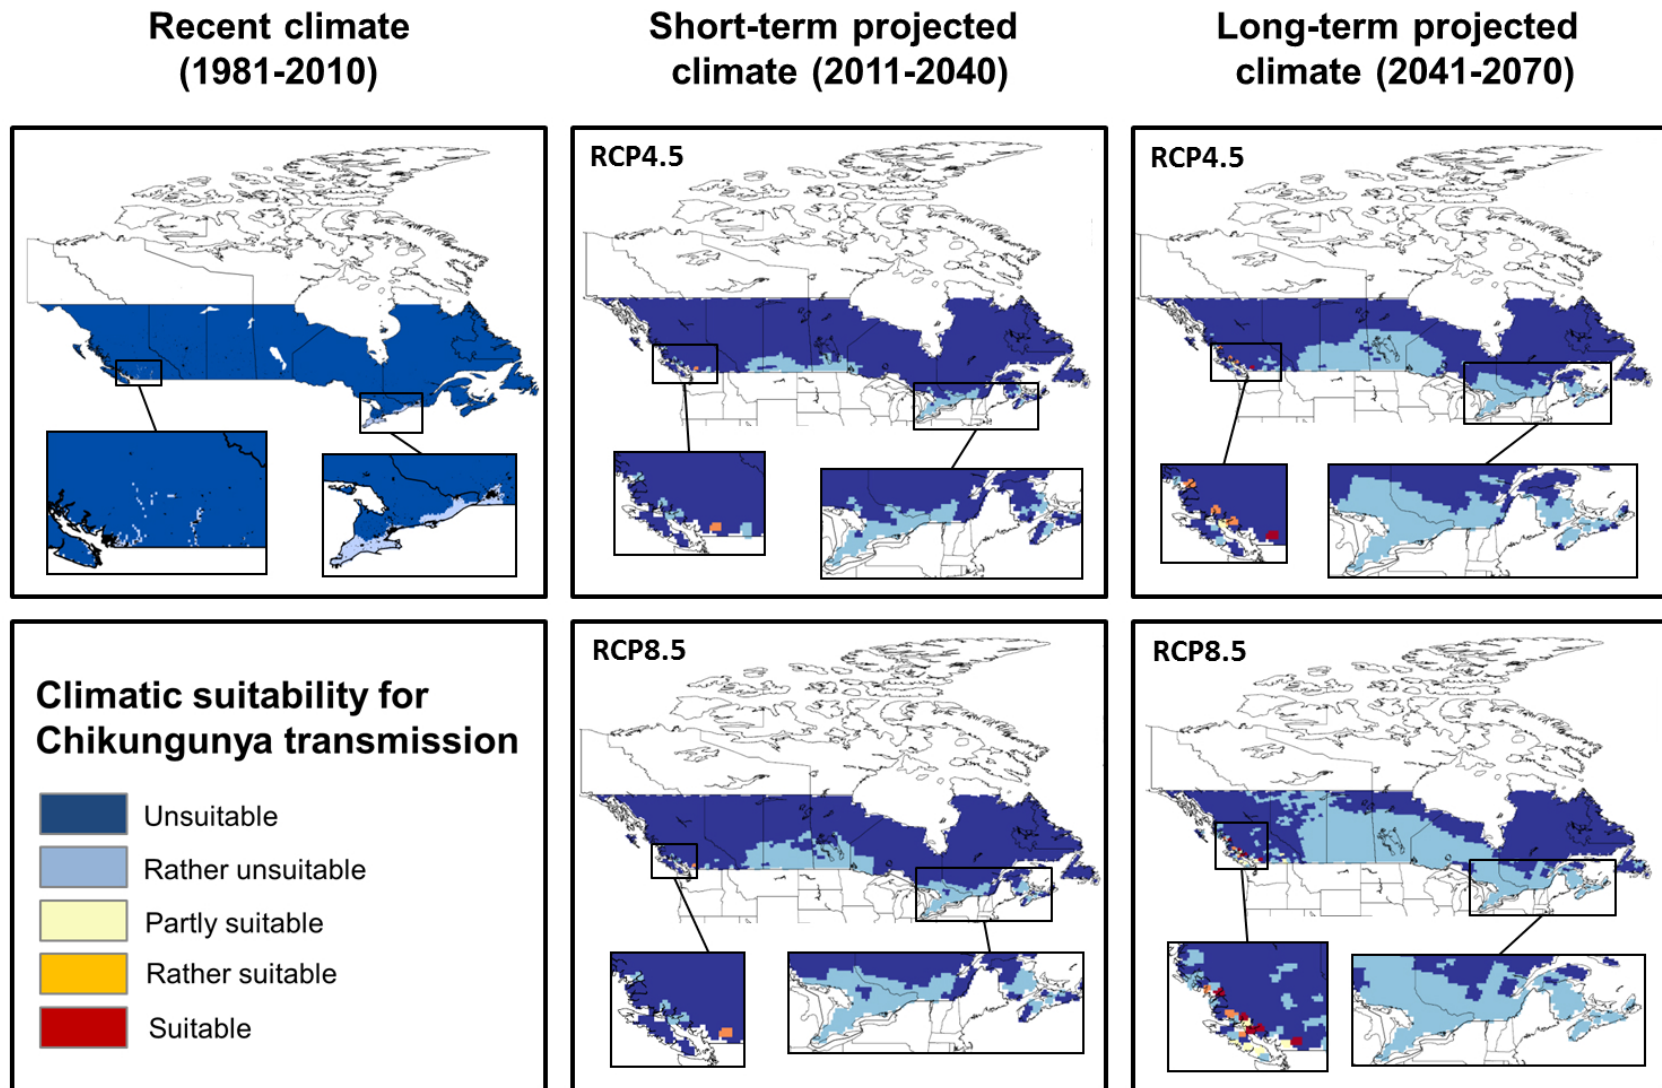 Recent climate
(1981-2010)
Short-term projected
climate (2011-2040)
Long-term projected
climate (2041-2070)
RCP4.5
RCP4.5
Climatic suitability for
Chikungunya transmission
Unsuitable
Rather unsuitable
Partly suitable
Rather suitable
Suitable
RCP8.5
RCP8.5